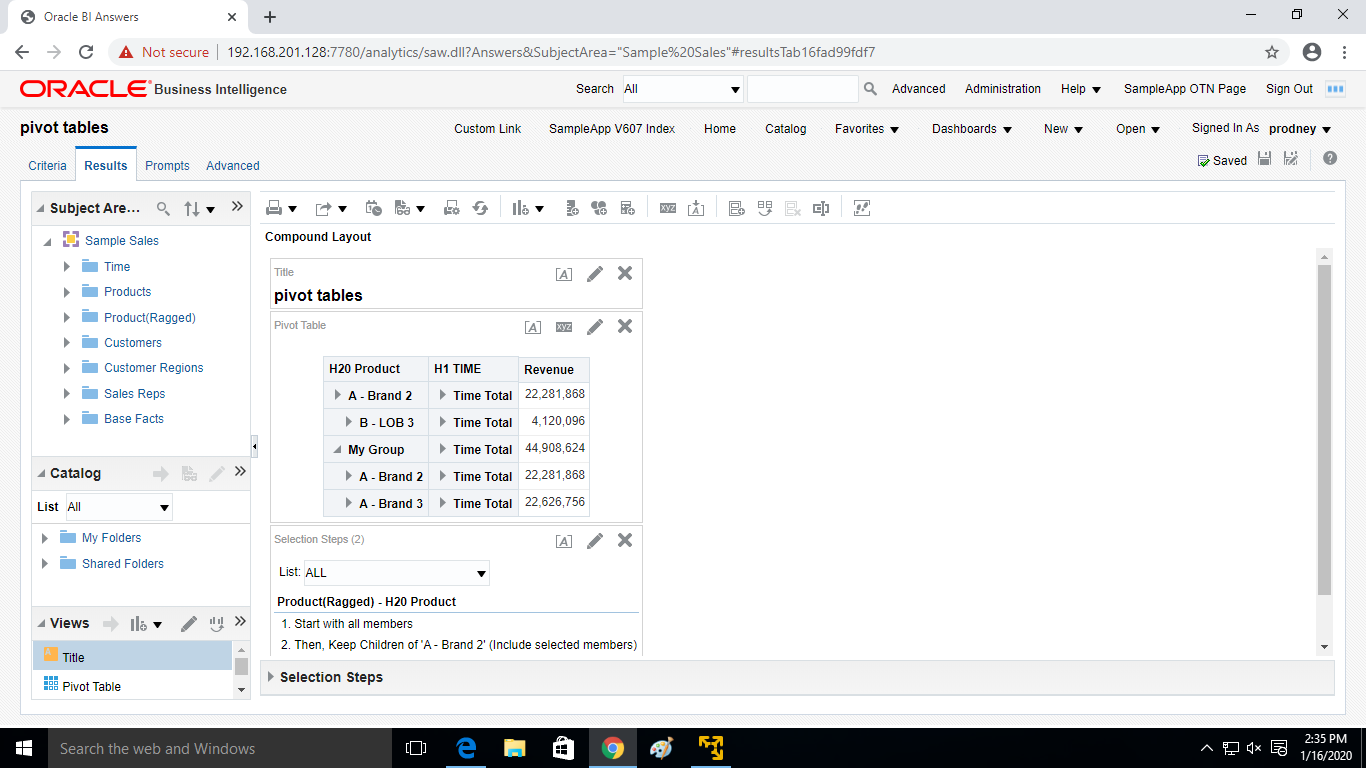 Oracle BI Answers
Not secure 192.168.201.128:7780/analytics/saw.dll?Answers&SubjectArea="Sample%20Sales"#resultsTab16fad99fdf7
ORACLE Business Intelligence
Search All Advanced Administration Help SampleApp OTN Page Sign Out
pivot tables
Custom Link SampleApp V607 Index Home Catalog Favorites Dashboards New Open Signed In As prodney
Criteria Results Prompts Advanced
Saved
Subject Are...
Sample Sales
Time
Products
Product(Ragged)
Customers
Customer Regions
Sales Reps
Base Facts
Catalog
List All
My Folders
Shared Folders
Views
Title
Pivot Table
xyz A
Compound Layout
Title
A
pivot tables
Pivot Table
A xyz
H20 Product H1 TIME Revenue
A - Brand 2 Time Total 22,281,868
B - LOB 3 Time Total 4,120,096
My Group Time Total 44,908,624
A - Brand 2 Time Total 22,281,868
A - Brand 3 Time Total 22,626,756
Selection Steps (2)
A
List: ALL
Product(Ragged) - H20 Product
1. Start with all members
2. Then, Keep Children of 'A - Brand 2' (Include selected members)
Selection Steps
Search the web and Windows
2:35 PM
1/16/2020